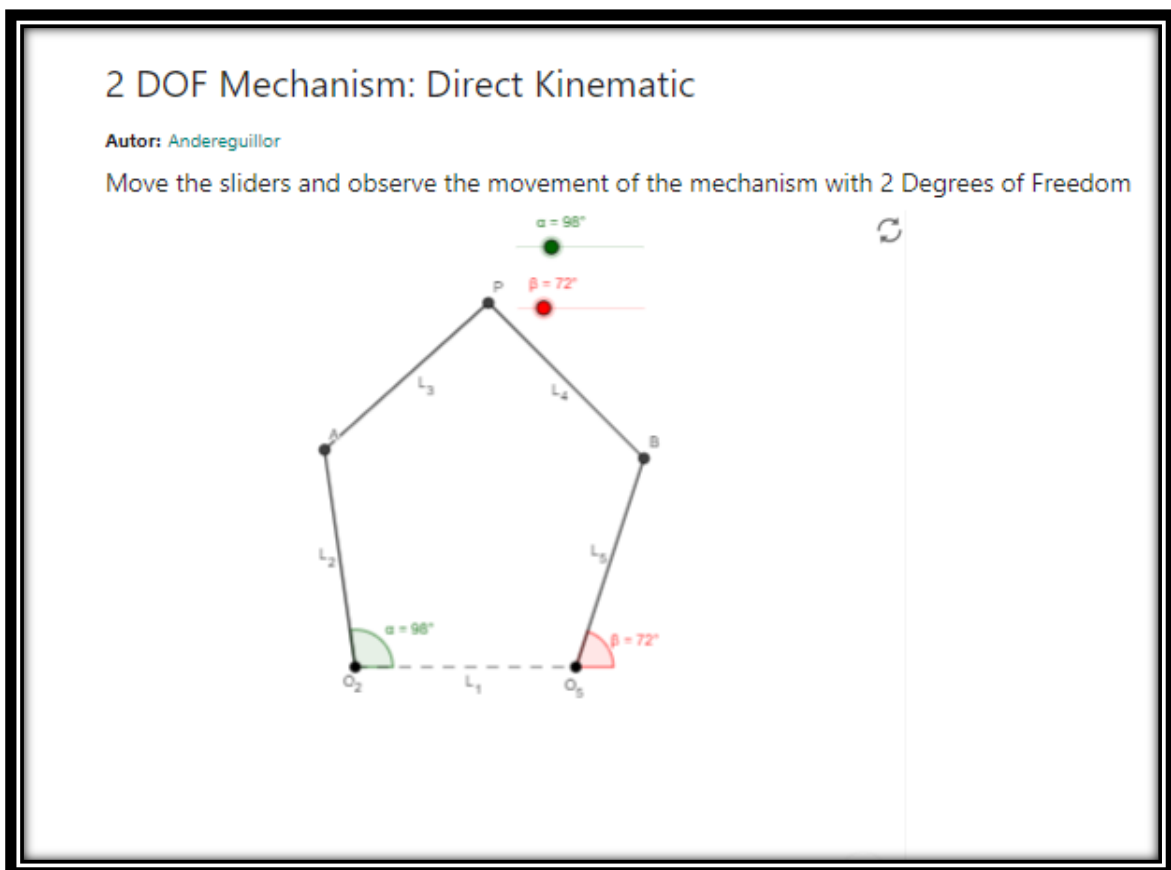 2 DOF Mechanism: Direct Kinematic
Autor: Andereguillor
Move the sliders and observe the movement of the mechanism with 2 Degrees of Freedom
α = 98°
β = 72°
P
L₃
L₄
A
B
L₂
L₅
α = 98°
β = 72°
O₂
L₁
O₅